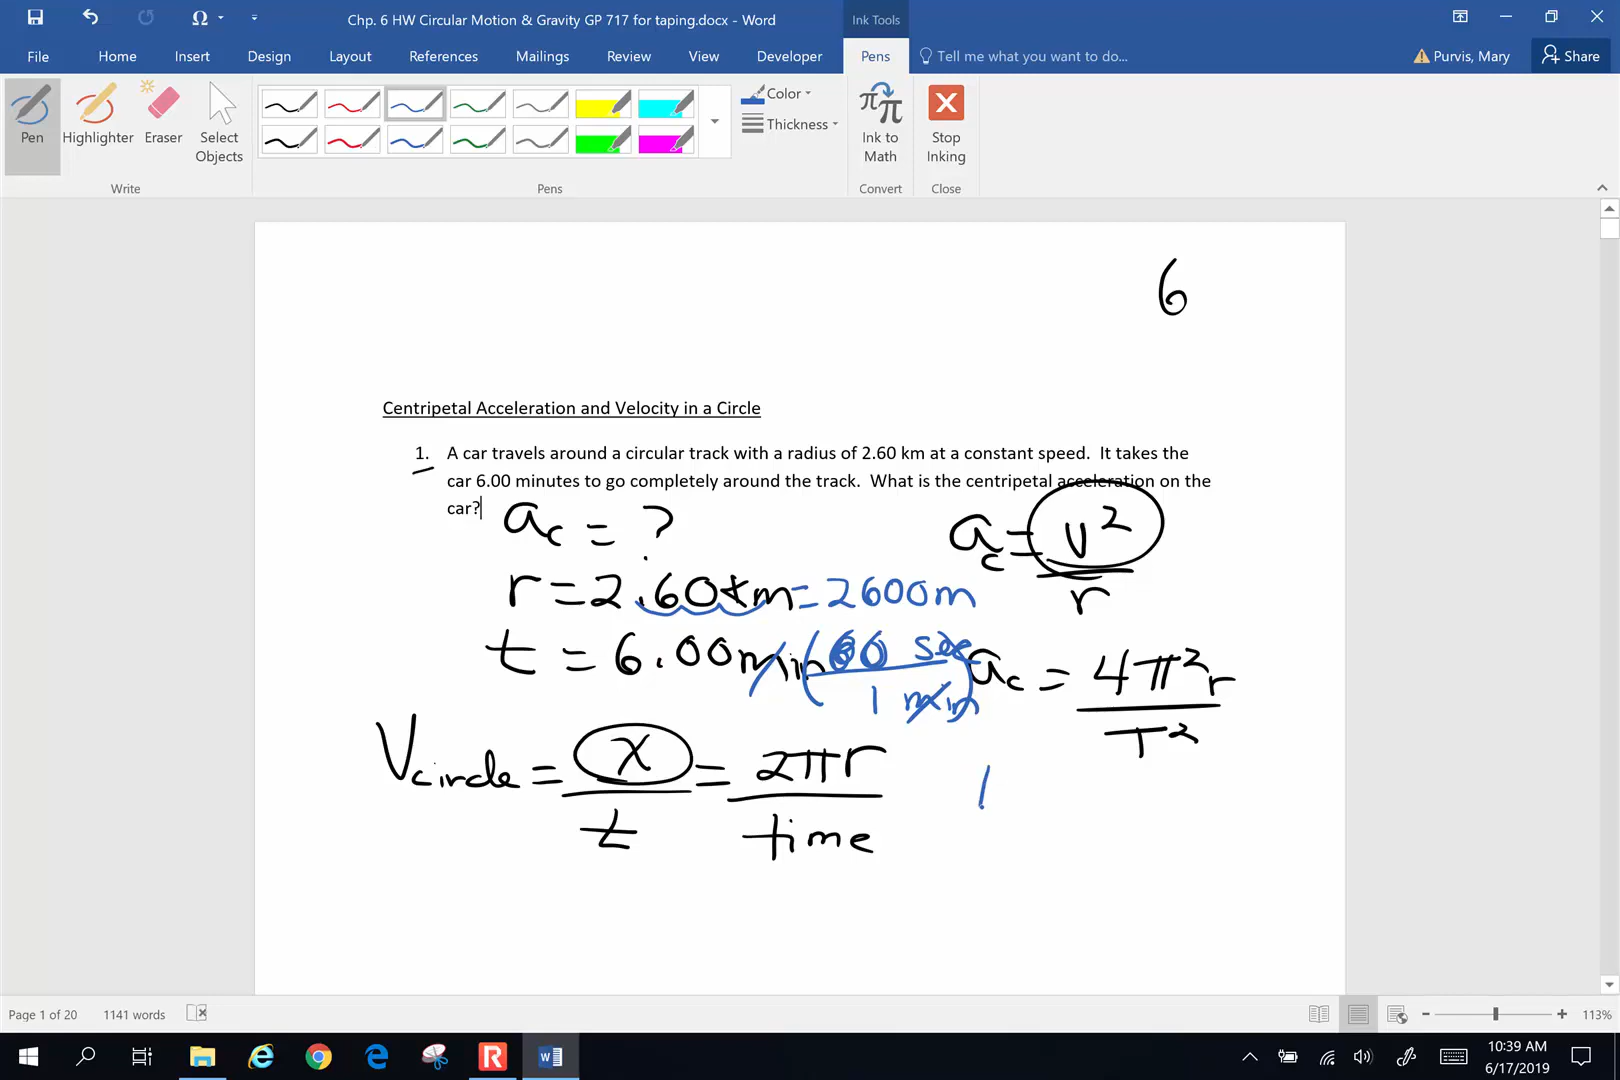 Chp. 6 HW Circular Motion & Gravity GP 717 for taping.docx - Word
Ink Tools
File Home Insert Design Layout References Mailings Review View Developer Pens Tell me what you want to do... Purvis, Mary Share
Pen Highlighter Eraser Select Objects
Color
Thickness
Ink to Math
Stop Inking
Write Pens Convert Close
6
Centripetal Acceleration and Velocity in a Circle
1. A car travels around a circular track with a radius of 2.60 km at a constant speed. It takes the
car 6.00 minutes to go completely around the track. What is the centripetal acceleration on the
car?
a_c = ?
a_c = v²/r
r = 2.60 km = 2600m
t = 6.00 min (60 sec / 1 min)
a_c = 4π²r / T²
V_circle = x/t = 2πr/time
Page 1 of 20 1141 words 113%
10:39 AM
6/17/2019